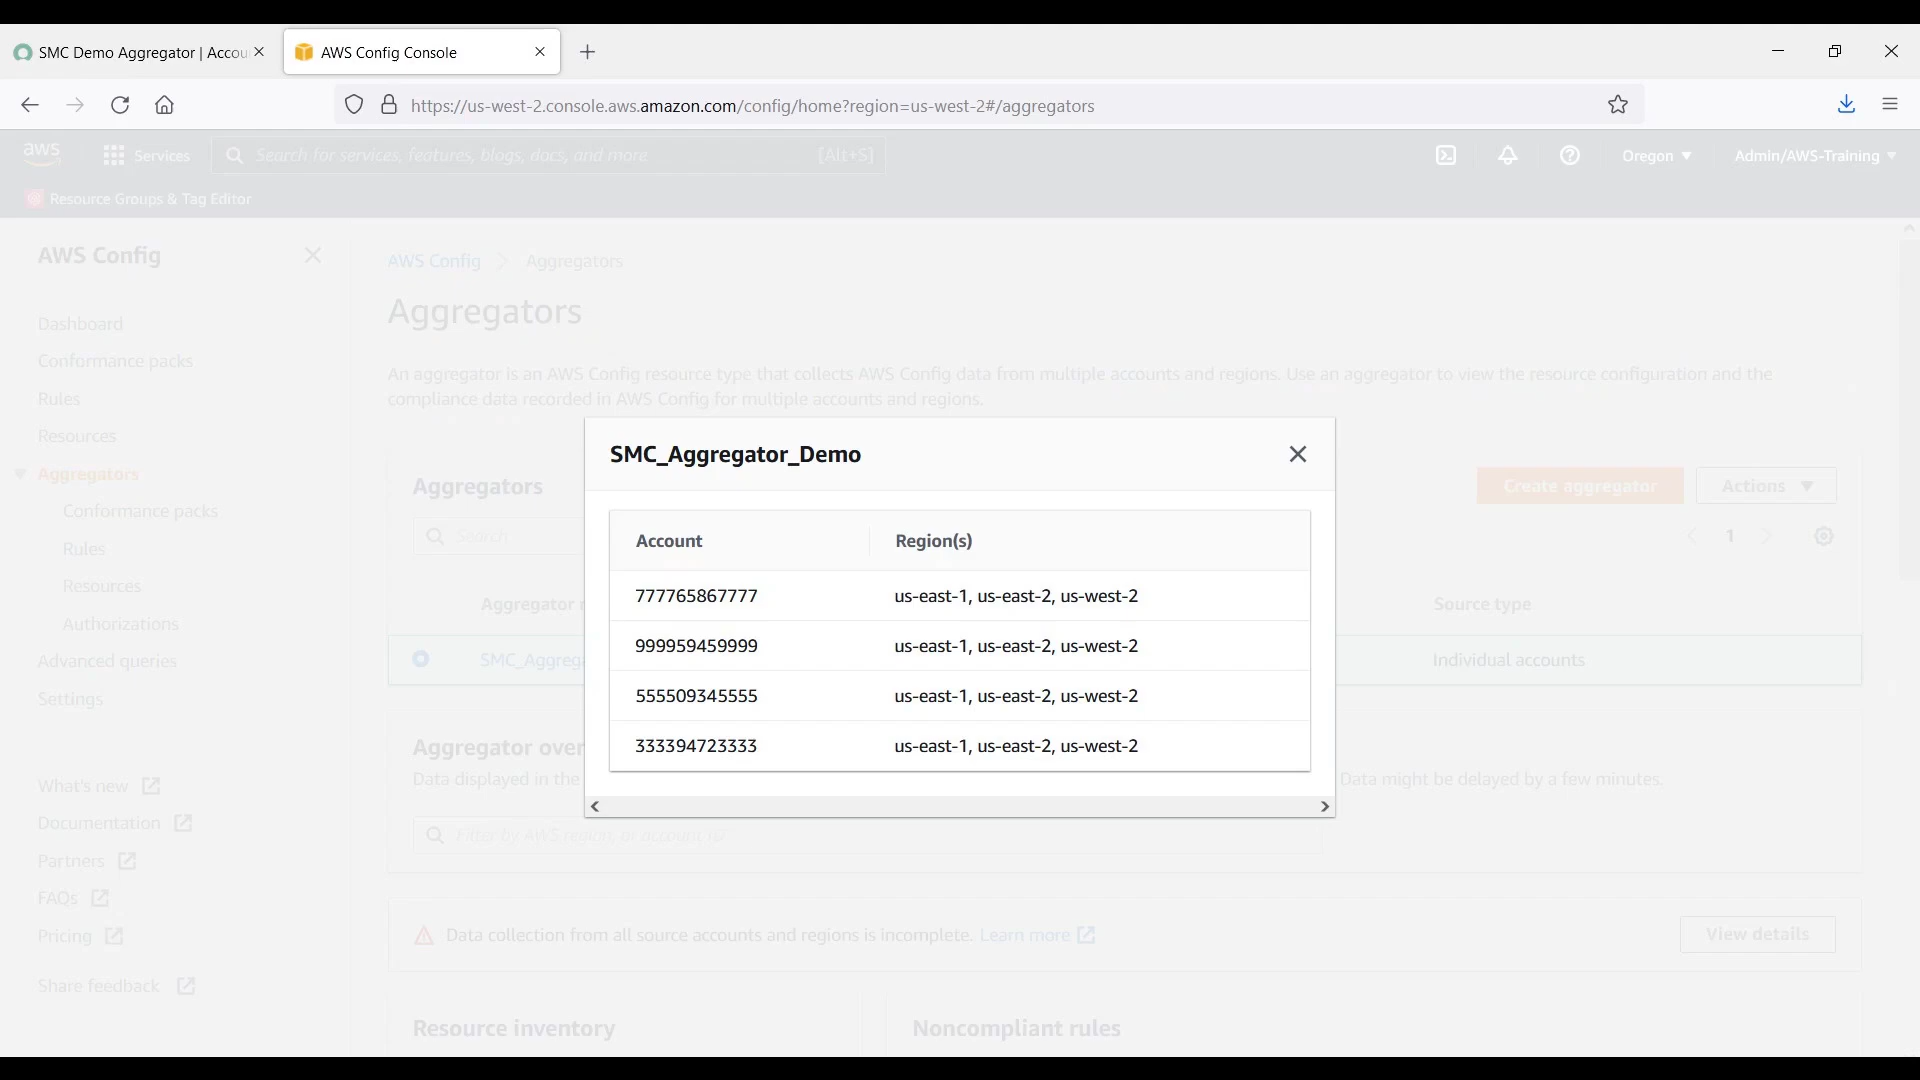 SMC Demo Aggregator | Accou
AWS Config Console
https://us-west-2.console.aws.amazon.com/config/home?region=us-west-2#/aggregators
aws
Services
Search for services, features, blogs, docs, and more
[Alt+S]
Oregon
Admin/AWS-Training
Resource Groups & Tag Editor
AWS Config
Dashboard
Conformance packs
Rules
Resources
Aggregators
Conformance packs
Rules
Resources
Authorizations
Advanced queries
Settings
What's new
Documentation
Partners
FAQs
Pricing
Share feedback
AWS Config
Aggregators
Aggregators
An aggregator is an AWS Config resource type that collects AWS Config data from multiple accounts and regions. Use an aggregator to view the resource configuration and the
compliance data recorded in AWS Config for multiple accounts and regions.
Aggregators
Create aggregator
Actions
Search
1
Aggregator
Source type
SMC_Aggrega
Individual accounts
SMC_Aggregator_Demo
Account Region(s)
777765867777 us-east-1, us-east-2, us-west-2
999959459999 us-east-1, us-east-2, us-west-2
555509345555 us-east-1, us-east-2, us-west-2
333394723333 us-east-1, us-east-2, us-west-2
Aggregator over
Data displayed in the
Data might be delayed by a few minutes.
Filter by AWS region, or account ID
Data collection from all source accounts and regions is incomplete. Learn more
View details
Resource inventory
Noncompliant rules